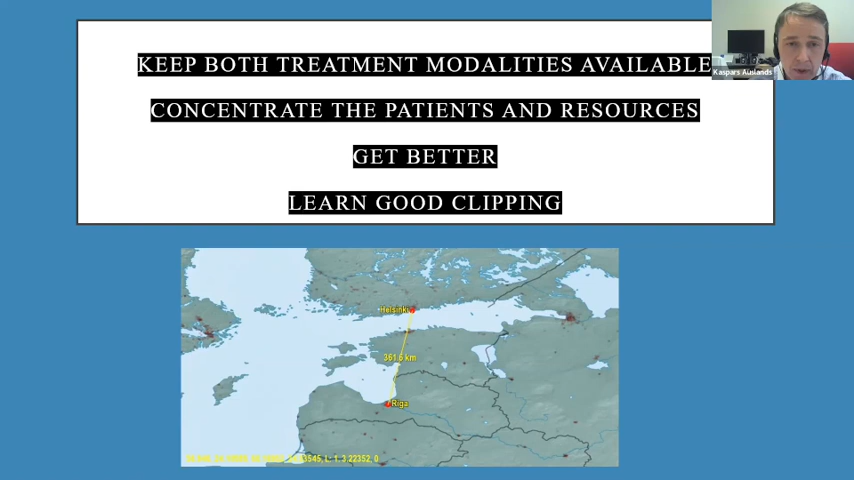 KEEP BOTH TREATMENT MODALITIES AVAILABLE
Kaspars Auslands
CONCENTRATE THE PATIENTS AND RESOURCES
GET BETTER
LEARN GOOD CLIPPING
Helsinki
361.6 km
Riga